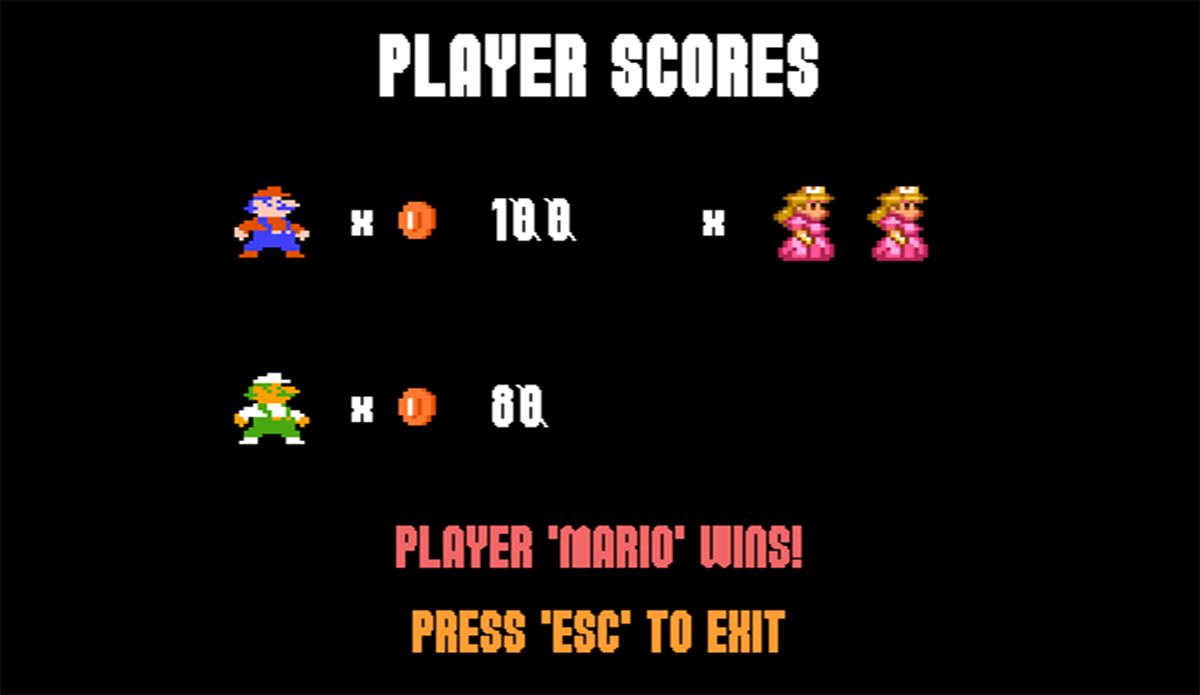 PLAYER SCORES
x 100 x
x 80
PLAYER 'MARIO' WINS!
PRESS 'ESC' TO EXIT